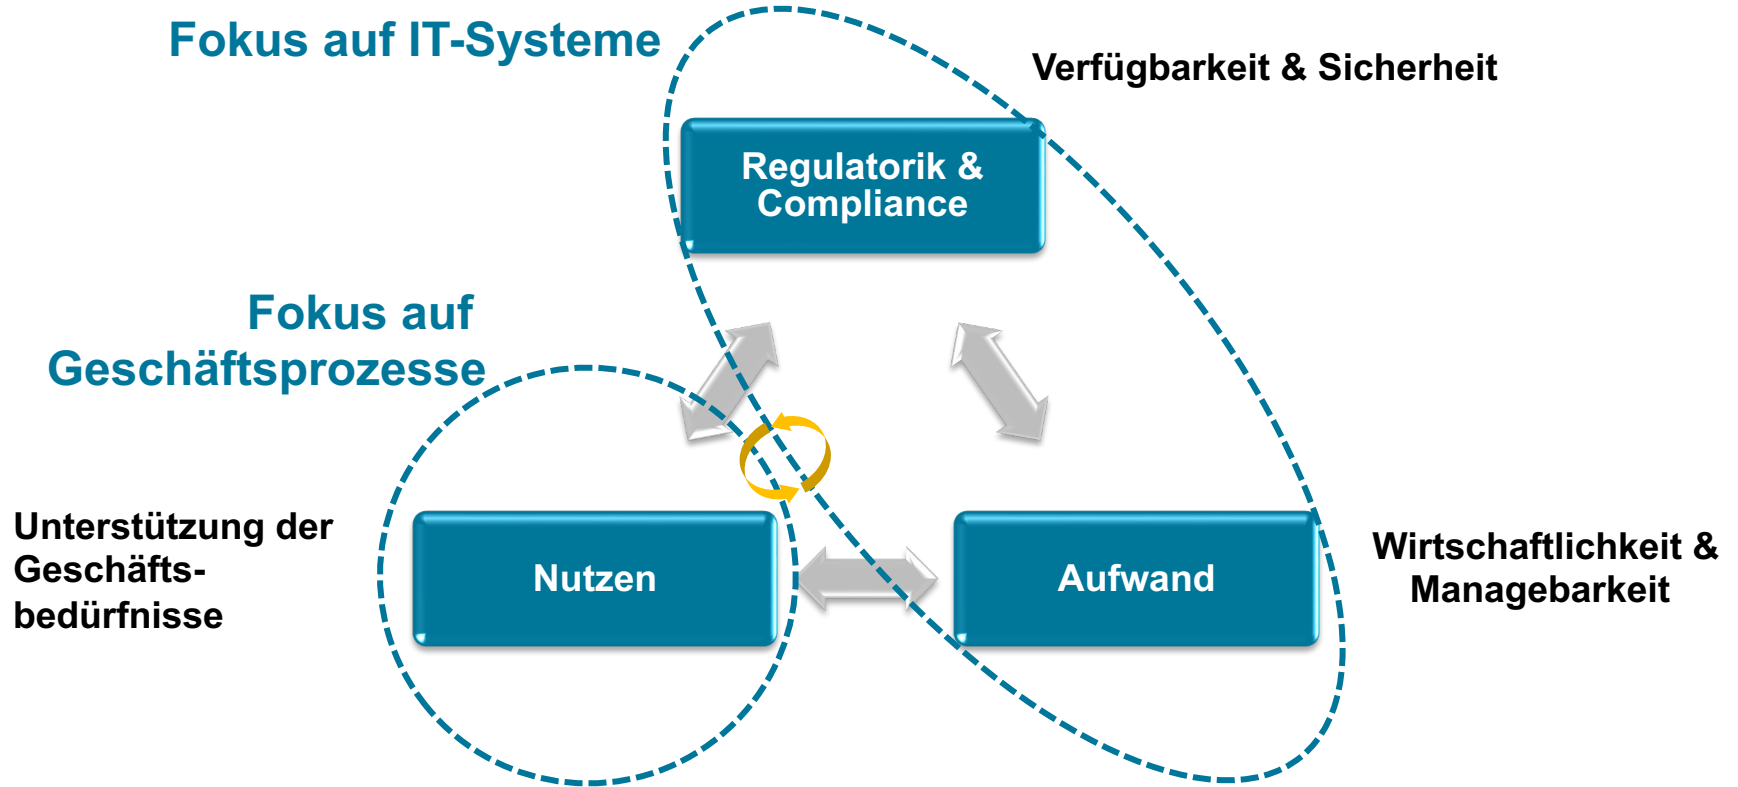 Fokus auf IT-Systeme
Verfügbarkeit & Sicherheit
Regulatorik &
Compliance
Fokus auf
Geschäftsprozesse
Unterstützung der
Geschäfts-
bedürfnisse
Nutzen
Aufwand
Wirtschaftlichkeit &
Managebarkeit